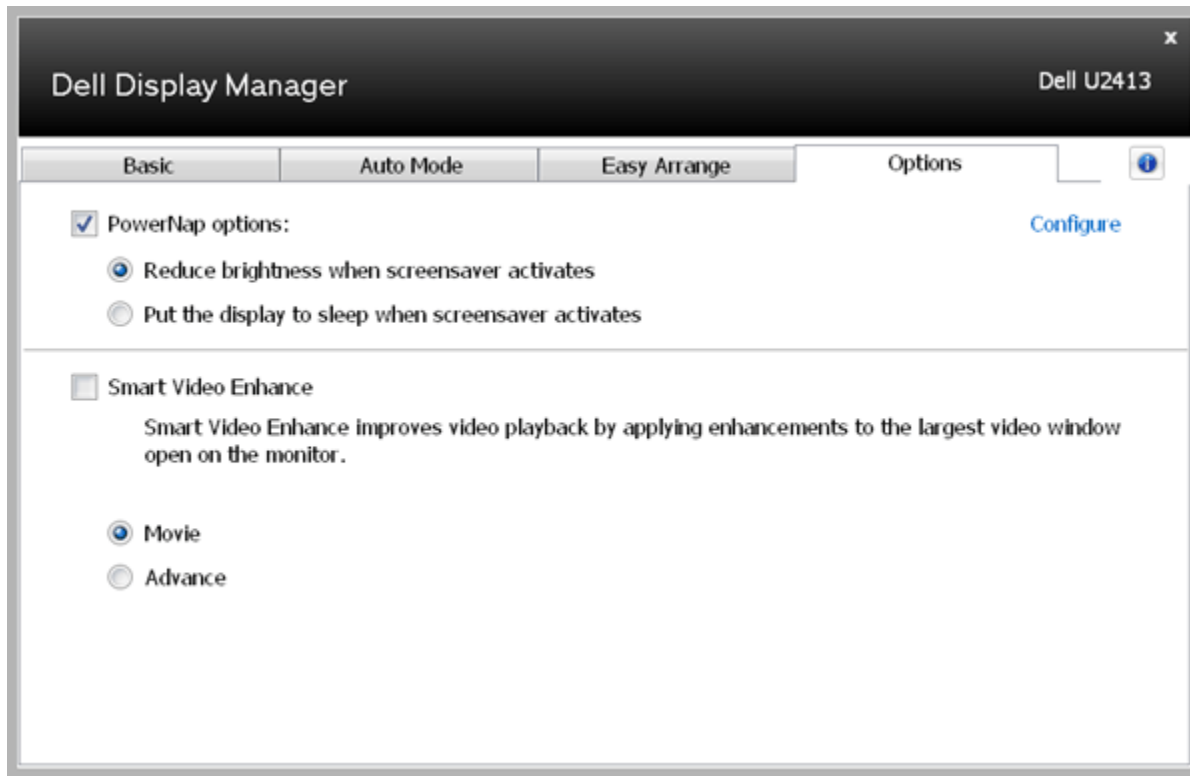 x
Dell Display Manager
Dell U2413
Basic
Auto Mode
Easy Arrange
Options
i
PowerNap options:
Configure
Reduce brightness when screensaver activates
Put the display to sleep when screensaver activates
Smart Video Enhance
Smart Video Enhance improves video playback by applying enhancements to the largest video window
open on the monitor.
Movie
Advance